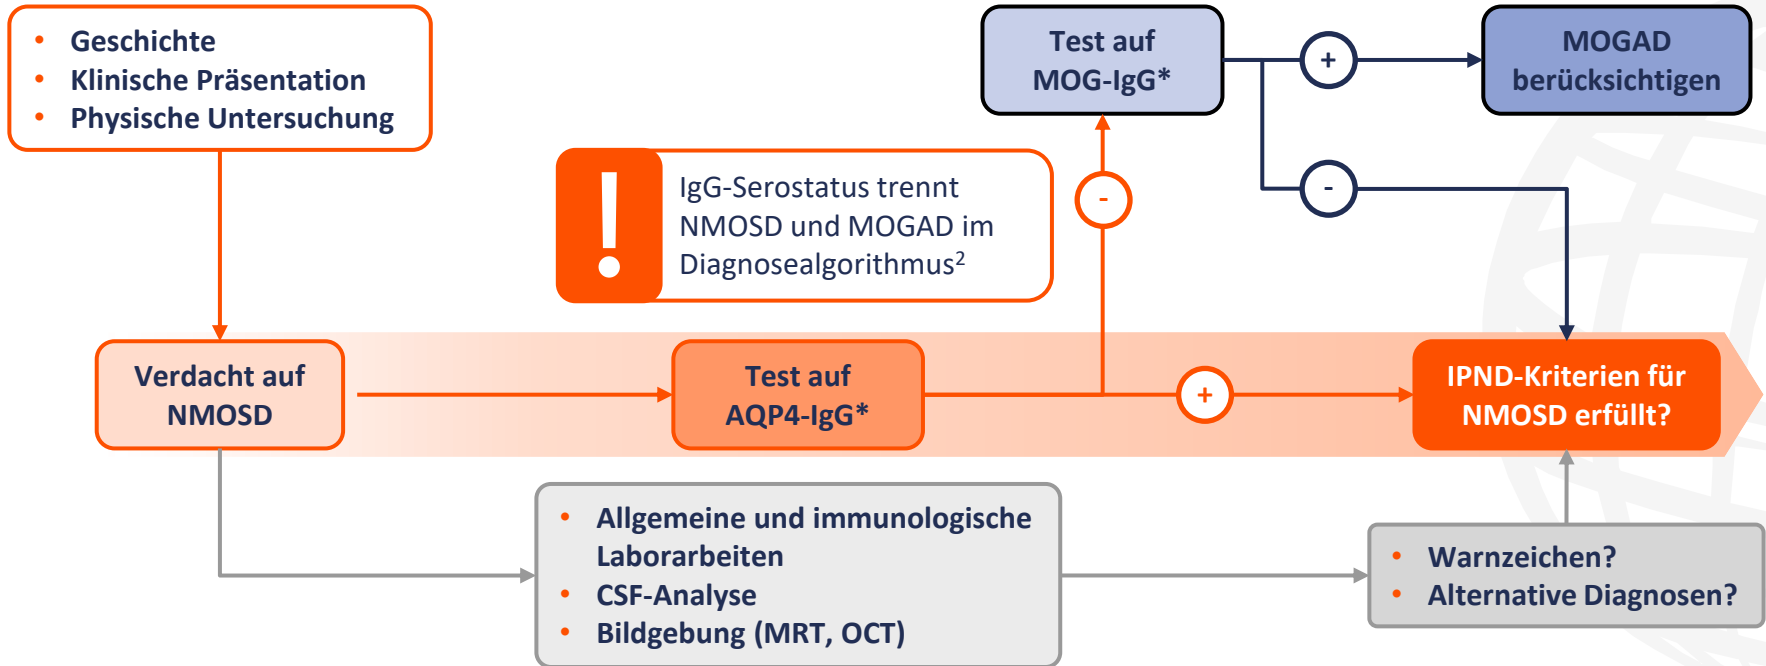 • Geschichte
• Klinische Präsentation
• Physische Untersuchung
Test auf
MOG-IgG*
+
MOGAD
berücksichtigen
-
!
IgG-Serostatus trennt
NMOSD und MOGAD im
Diagnosealgorithmus²
-
Verdacht auf
NMOSD
Test auf
AQP4-IgG*
+
IPND-Kriterien für
NMOSD erfüllt?
• Allgemeine und immunologische
Laborarbeiten
• CSF-Analyse
• Bildgebung (MRT, OCT)
• Warnzeichen?
• Alternative Diagnosen?